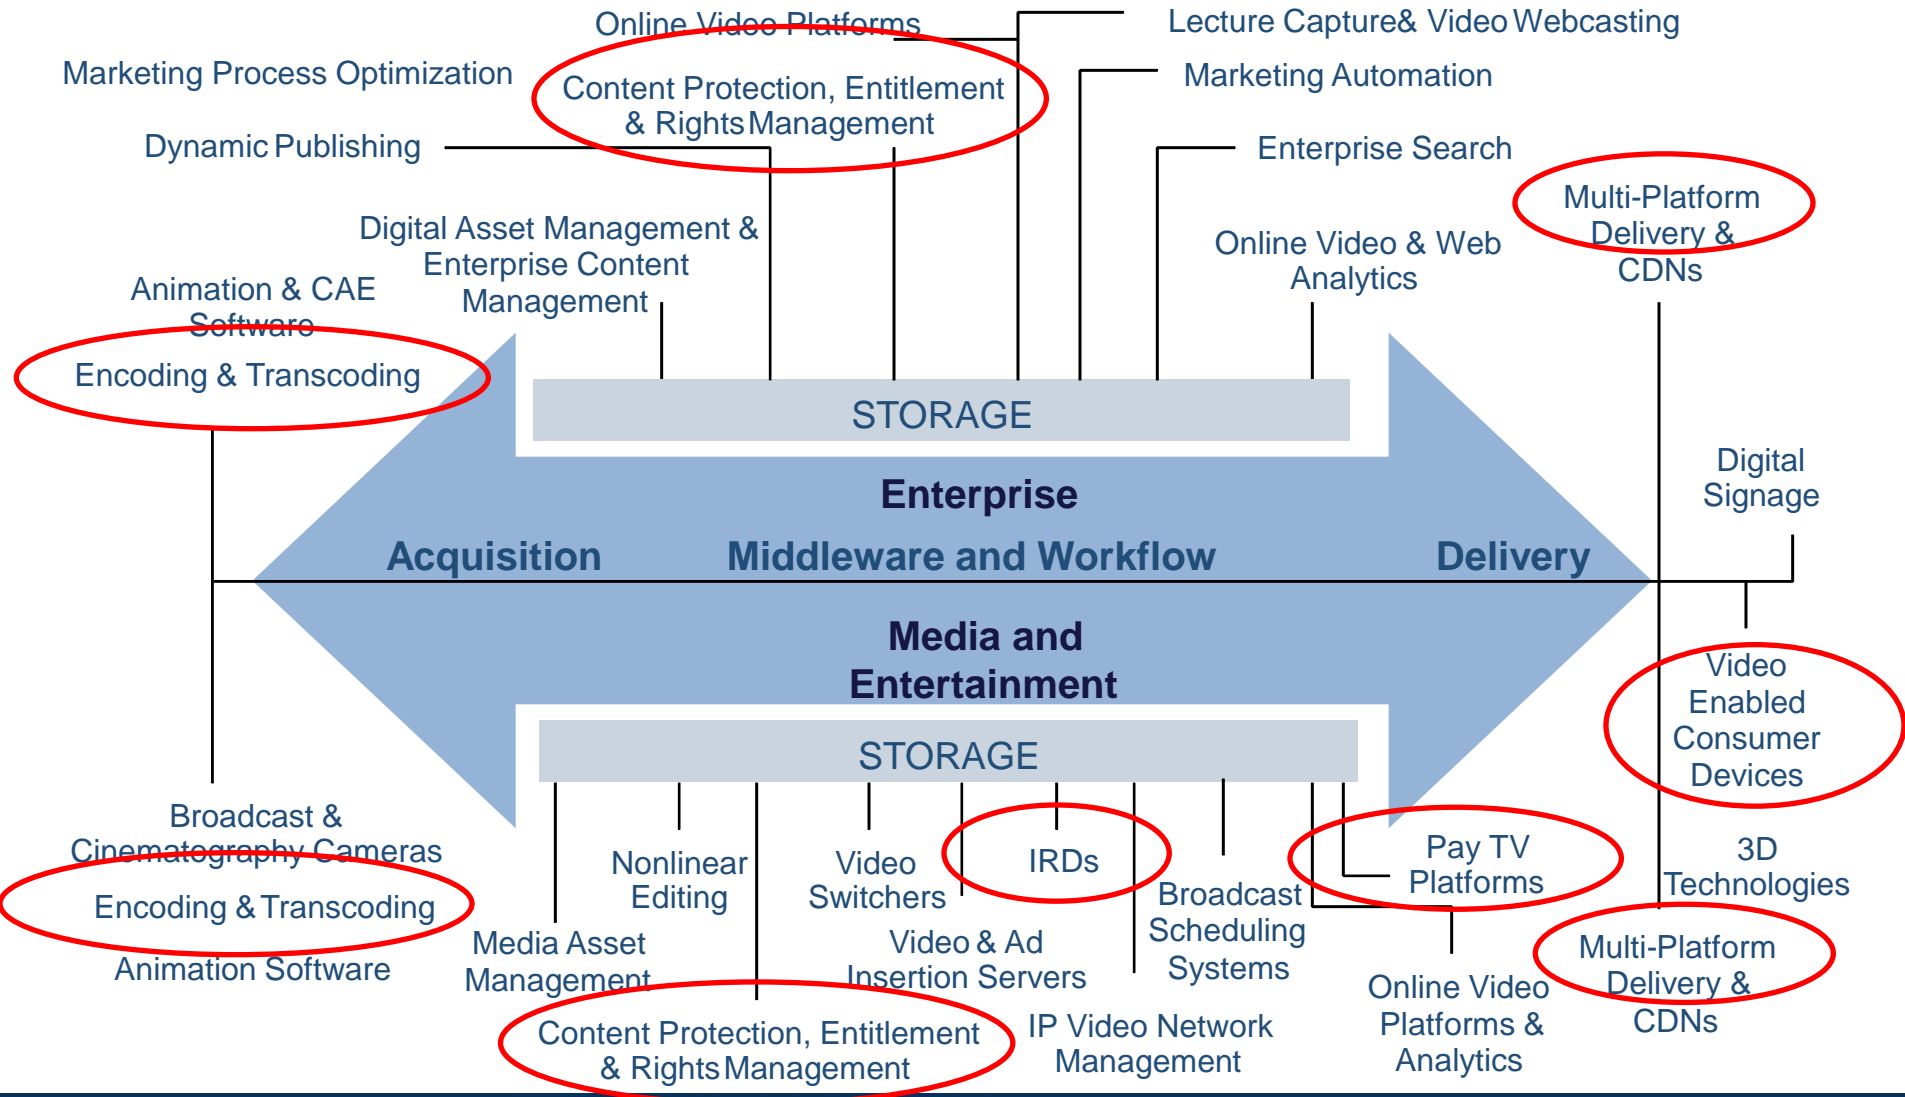 Online Video Platforms
Lecture Capture& Video Webcasting
Marketing Process Optimization
Content Protection, Entitlement
& Rights Management
Marketing Automation
Dynamic Publishing
Enterprise Search
Multi-Platform
Delivery &
CDNs
Digital Asset Management &
Enterprise Content
Management
Online Video & Web
Analytics
Animation & CAE
Software
Encoding & Transcoding
STORAGE
Digital
Signage
Enterprise
Acquisition
Middleware and Workflow
Delivery
Media and
Entertainment
Video
Enabled
Consumer
Devices
STORAGE
Broadcast &
Cinematography Cameras
Encoding & Transcoding
Animation Software
Nonlinear
Editing
Video
Switchers
IRDs
Pay TV
Platforms
3D
Technologies
Broadcast
Scheduling
Systems
Media Asset
Management
Video & Ad
Insertion Servers
Multi-Platform
Delivery &
CDNs
Online Video
Platforms &
Analytics
Content Protection, Entitlement
& Rights Management
IP Video Network
Management